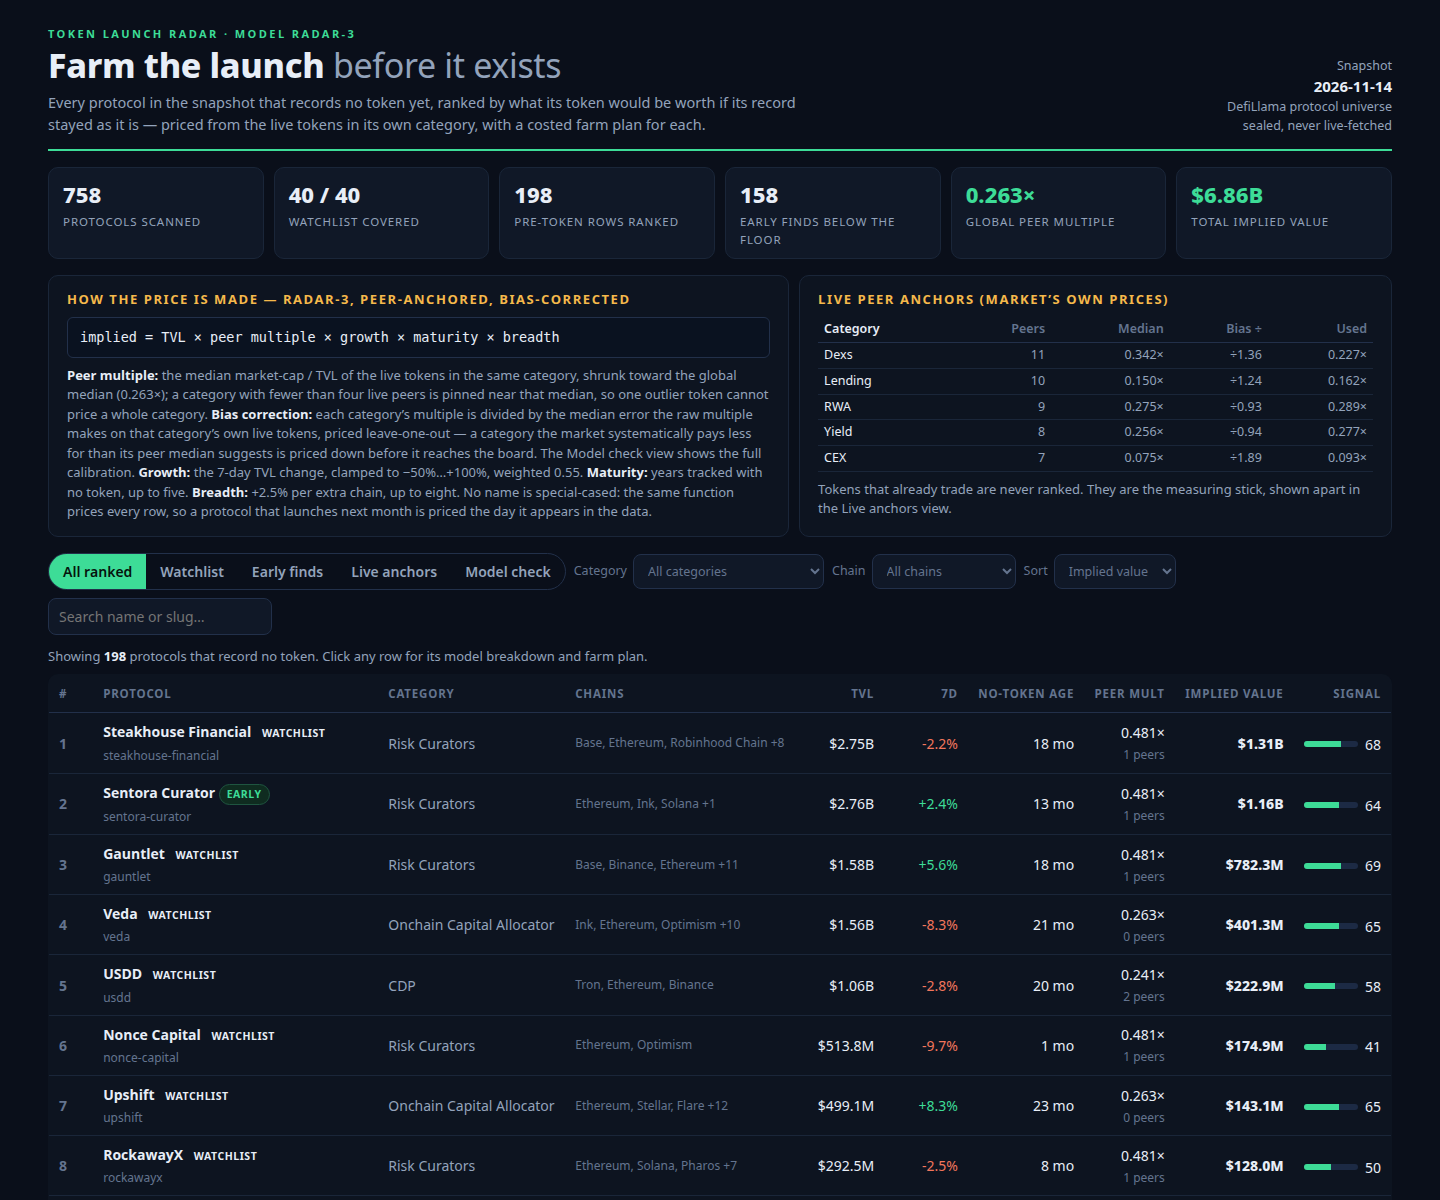 TOKEN LAUNCH RADAR · MODEL RADAR-3
Farm the launch before it exists
Every protocol in the snapshot that records no token yet, ranked by what its token would be worth if its record
stayed as it is — priced from the live tokens in its own category, with a costed farm plan for each.
Snapshot
2026-11-14
DefiLlama protocol universe
sealed, never live-fetched
758
PROTOCOLS SCANNED
40 / 40
WATCHLIST COVERED
198
PRE-TOKEN ROWS RANKED
158
EARLY FINDS BELOW THE
FLOOR
0.263×
GLOBAL PEER MULTIPLE
$6.86B
TOTAL IMPLIED VALUE
HOW THE PRICE IS MADE — RADAR-3, PEER-ANCHORED, BIAS-CORRECTED
implied = TVL × peer multiple × growth × maturity × breadth
Peer multiple: the median market-cap / TVL of the live tokens in the same category, shrunk toward the global
median (0.263×); a category with fewer than four live peers is pinned near that median, so one outlier token cannot
price a whole category. Bias correction: each category’s multiple is divided by the median error the raw multiple
makes on that category’s own live tokens, priced leave-one-out — a category the market systematically pays less
for than its peer median suggests is priced down before it reaches the board. The Model check view shows the full
calibration. Growth: the 7-day TVL change, clamped to −50%…+100%, weighted 0.55. Maturity: years tracked with
no token, up to five. Breadth: +2.5% per extra chain, up to eight. No name is special-cased: the same function
prices every row, so a protocol that launches next month is priced the day it appears in the data.
LIVE PEER ANCHORS (MARKET’S OWN PRICES)
Category Peers Median Bias ÷ Used
Dexs 11 0.342× ÷1.36 0.227×
Lending 10 0.150× ÷1.24 0.162×
RWA 9 0.275× ÷0.93 0.289×
Yield 8 0.256× ÷0.94 0.277×
CEX 7 0.075× ÷1.89 0.093×
Tokens that already trade are never ranked. They are the measuring stick, shown apart in
the Live anchors view.
All ranked Watchlist Early finds Live anchors Model check Category All categories Chain All chains Sort Implied value
Search name or slug…
Showing 198 protocols that record no token. Click any row for its model breakdown and farm plan.
# PROTOCOL CATEGORY CHAINS TVL 7D NO-TOKEN AGE PEER MULT IMPLIED VALUE SIGNAL
1 Steakhouse Financial WATCHLIST Risk Curators Base, Ethereum, Robinhood Chain +8 $2.75B -2.2% 18 mo 0.481× $1.31B 68
steakhouse-financial 1 peers
2 Sentora Curator EARLY Risk Curators Ethereum, Ink, Solana +1 $2.76B +2.4% 13 mo 0.481× $1.16B 64
sentora-curator 1 peers
3 Gauntlet WATCHLIST Risk Curators Base, Binance, Ethereum +11 $1.58B +5.6% 18 mo 0.481× $782.3M 69
gauntlet 1 peers
4 Veda WATCHLIST Onchain Capital Allocator Ink, Ethereum, Optimism +10 $1.56B -8.3% 21 mo 0.263× $401.3M 65
veda 0 peers
5 USDD WATCHLIST CDP Tron, Ethereum, Binance $1.06B -2.8% 20 mo 0.241× $222.9M 58
usdd 2 peers
6 Nonce Capital WATCHLIST Risk Curators Ethereum, Optimism $513.8M -9.7% 1 mo 0.481× $174.9M 41
nonce-capital 1 peers
7 Upshift WATCHLIST Onchain Capital Allocator Ethereum, Stellar, Flare +12 $499.1M +8.3% 23 mo 0.263× $143.1M 65
upshift 0 peers
8 RockawayX WATCHLIST Risk Curators Ethereum, Solana, Pharos +7 $292.5M -2.5% 8 mo 0.481× $128.0M 50
rockawayx 1 peers